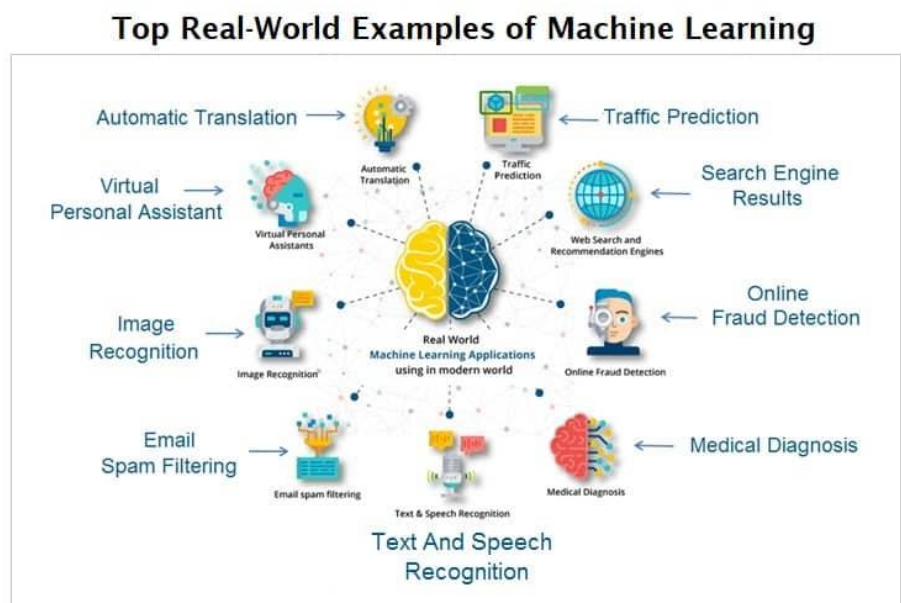 Top Real-World Examples of Machine Learning
Automatic Translation
Automatic
Translation
Traffic
Prediction
Traffic Prediction
Virtual
Personal Assistant
Virtual Personal
Assistants
Web Search and
Recommendation Engines
Search Engine
Results
Image
Recognition
Image Recognition
Real World
Machine Learning Applications
using in modern world
Online Fraud Detection
Online
Fraud Detection
Email
Spam Filtering
Email spam filtering
Text & Speech Recognition
Medical Diagnosis
Medical Diagnosis
Text And Speech
Recognition